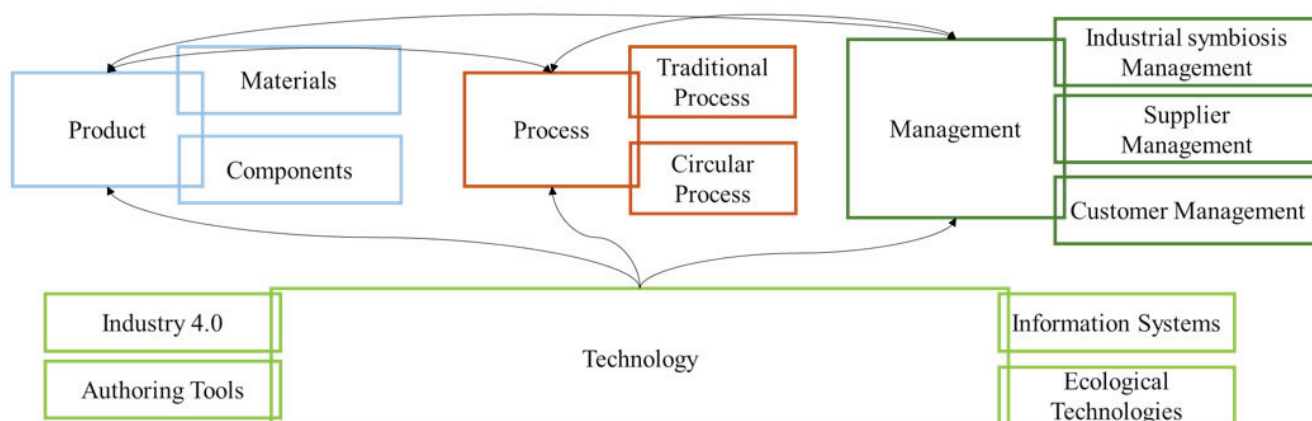 Product
Materials
Components
Process
Traditional
Process
Circular
Process
Management
Industrial symbiosis
Management
Supplier
Management
Customer Management
Industry 4.0
Authoring Tools
Technology
Information Systems
Ecological
Technologies